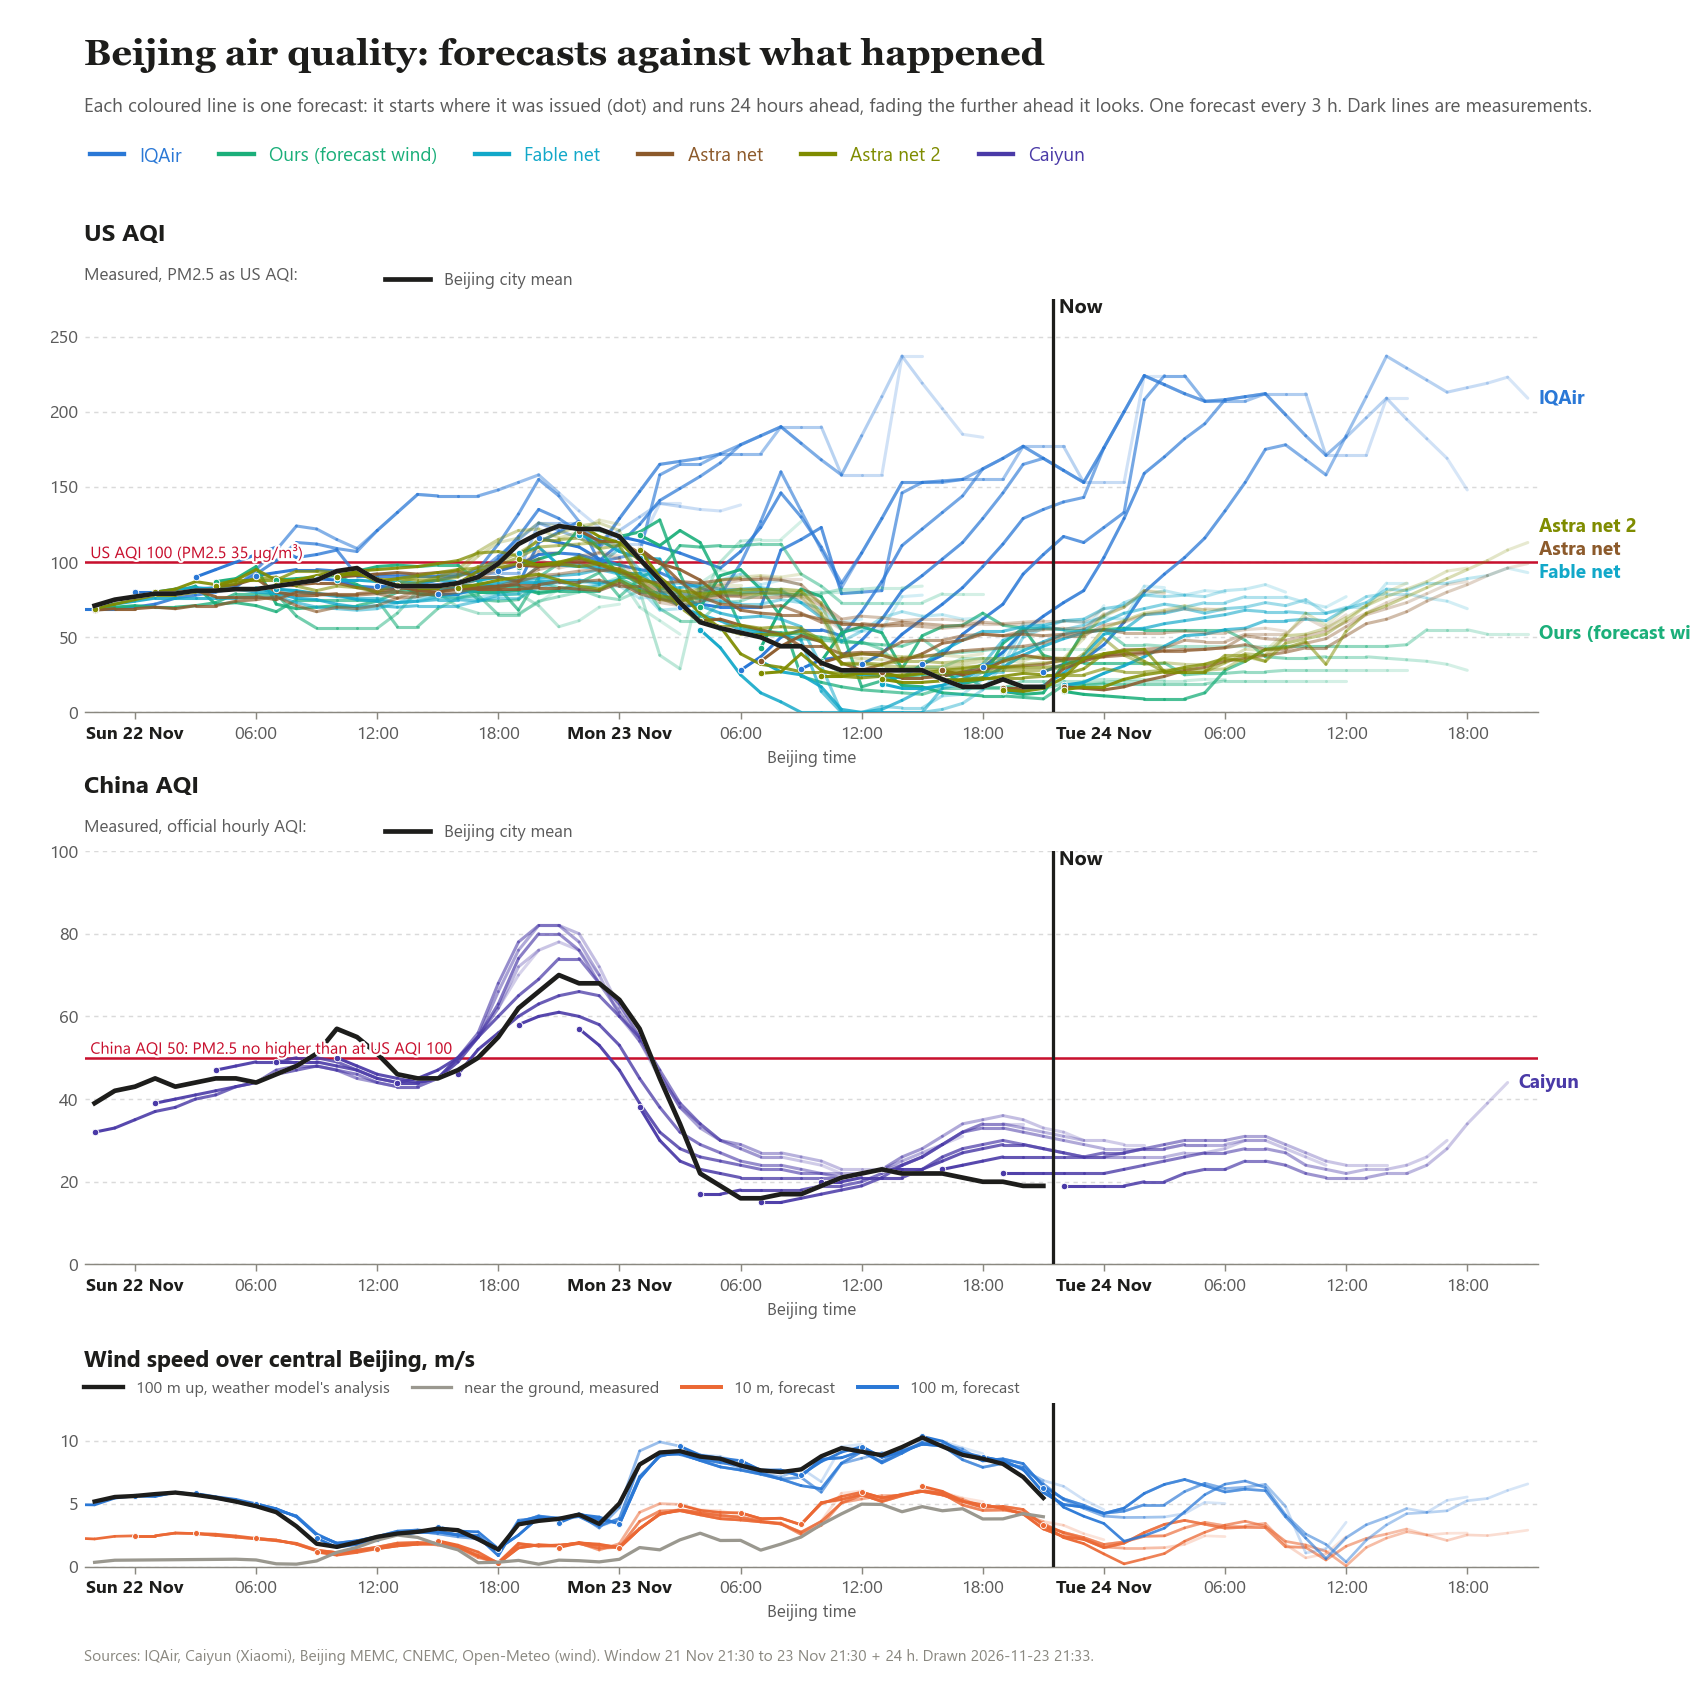 Beijing air quality: forecasts against what happened
Each coloured line is one forecast: it starts where it was issued (dot) and runs 24 hours ahead, fading the further ahead it looks. One forecast every 3 h. Dark lines are measurements.
IQAir Ours (forecast wind) Fable net Astra net Astra net 2 Caiyun
US AQI
Measured, PM2.5 as US AQI: Beijing city mean
Now
250
200
150
100
50
0
US AQI 100 (PM2.5 35 µg/m³)
IQAir
Astra net 2
Astra net
Fable net
Ours (forecast wi
Sun 22 Nov 06:00 12:00 18:00 Mon 23 Nov 06:00 12:00 18:00 Tue 24 Nov 06:00 12:00 18:00
Beijing time
China AQI
Measured, official hourly AQI: Beijing city mean
Now
100
80
60
40
20
0
China AQI 50: PM2.5 no higher than at US AQI 100
Caiyun
Sun 22 Nov 06:00 12:00 18:00 Mon 23 Nov 06:00 12:00 18:00 Tue 24 Nov 06:00 12:00 18:00
Beijing time
Wind speed over central Beijing, m/s
100 m up, weather model's analysis near the ground, measured 10 m, forecast 100 m, forecast
10
5
0
Sun 22 Nov 06:00 12:00 18:00 Mon 23 Nov 06:00 12:00 18:00 Tue 24 Nov 06:00 12:00 18:00
Beijing time
Sources: IQAir, Caiyun (Xiaomi), Beijing MEMC, CNEMC, Open-Meteo (wind). Window 21 Nov 21:30 to 23 Nov 21:30 + 24 h. Drawn 2026-11-23 21:33.